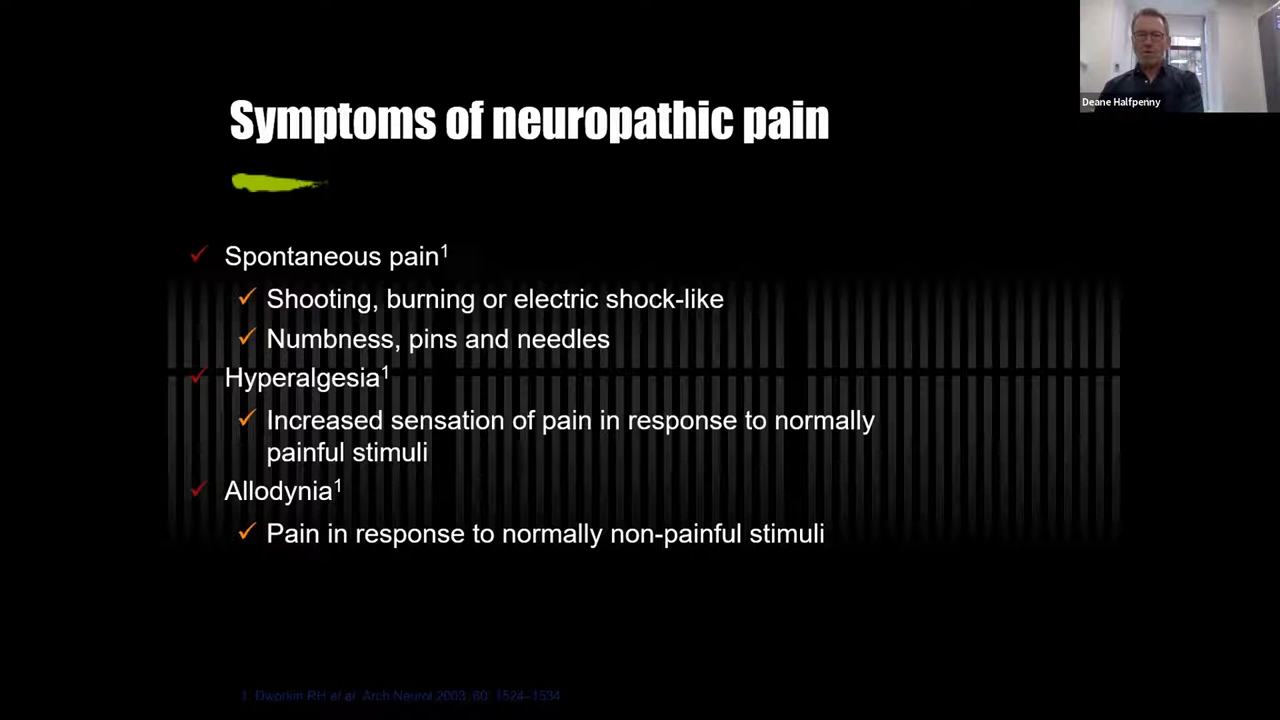 Deane Halfpenny
Symptoms of neuropathic pain
✓ Spontaneous pain¹
✓ Shooting, burning or electric shock-like
✓ Numbness, pins and needles
✓ Hyperalgesia¹
✓ Increased sensation of pain in response to normally
painful stimuli
✓ Allodynia¹
✓ Pain in response to normally non-painful stimuli
1. Dworkin RH et al. Arch Neurol 2003; 60: 1524–1534